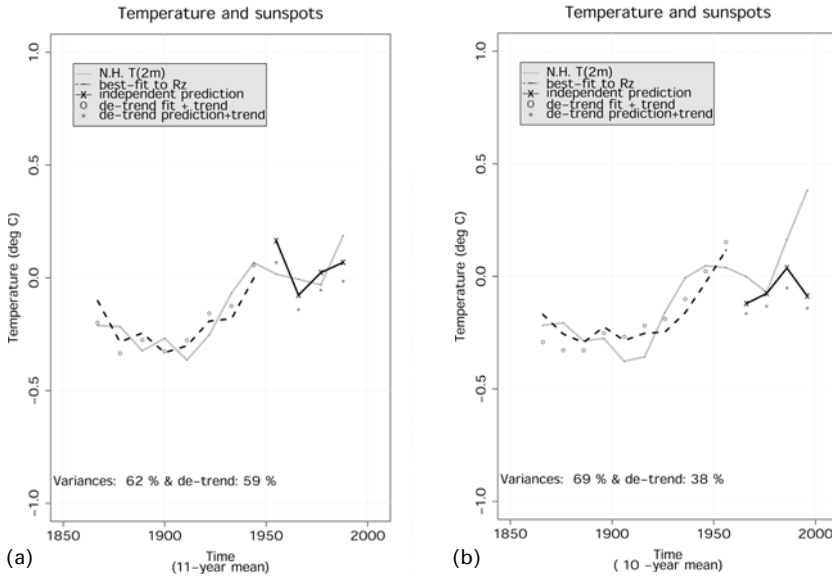 Temperature and sunspots
1.0
0.5
0.0
−0.5
−1.0
Temperature (deg C)
N.H. T(2m)
best−fit to Rz
independent prediction
de−trend fit + trend
de−trend prediction+trend
Variances: 62 % & de−trend: 59 %
1850
1900
1950
2000
Time
(11−year mean)
(a)
Temperature and sunspots
1.0
0.5
0.0
−0.5
−1.0
Temperature (deg C)
N.H. T(2m)
best−fit to Rz
independent prediction
de−trend fit + trend
de−trend prediction+trend
Variances: 69 % & de−trend: 38 %
1850
1900
1950
2000
Time
( 10 −year mean)
(b)